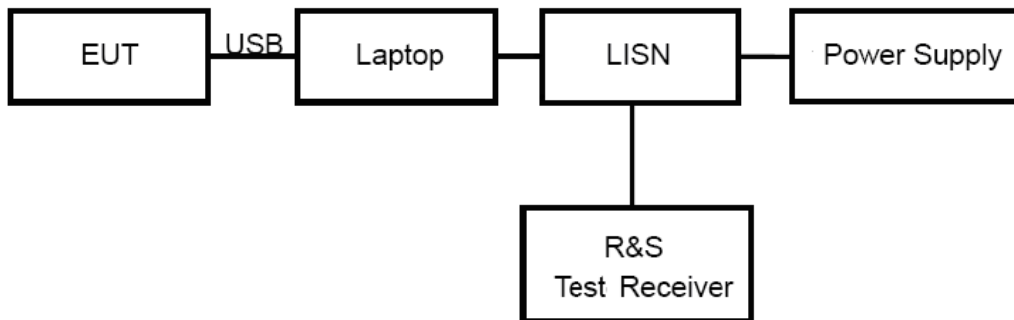 EUT
USB
Laptop
LISN
Power Supply
R&S
Test Receiver